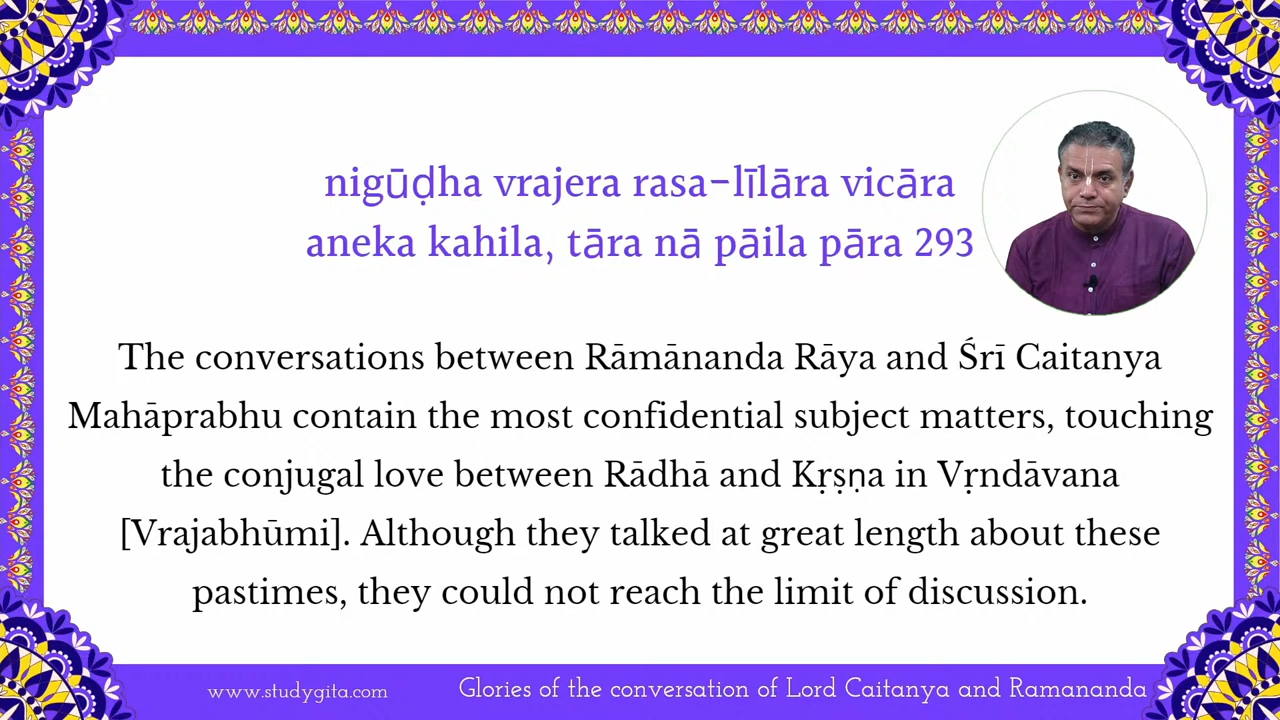 nigūḍha vrajera rasa-līlāra vicāra
aneka kahila, tāra nā pāila pāra 293
The conversations between Rāmānanda Rāya and Śrī Caitanya
Mahāprabhu contain the most confidential subject matters, touching
the conjugal love between Rādhā and Kṛṣṇa in Vṛndāvana
[Vrajabhūmi]. Although they talked at great length about these
pastimes, they could not reach the limit of discussion.
www.studygita.com
Glories of the conversation of Lord Caitanya and Ramananda